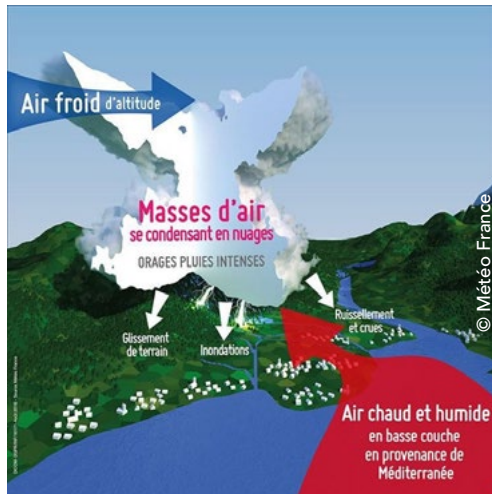 Air froid d'altitude
Masses d'air
se condensant en nuages
ORAGES PLUIES INTENSES
Glissement
de terrain
Inondations
Ruissellement
et crues
Air chaud et humide
en basse couche
en provenance de
Méditerranée
© Météo France